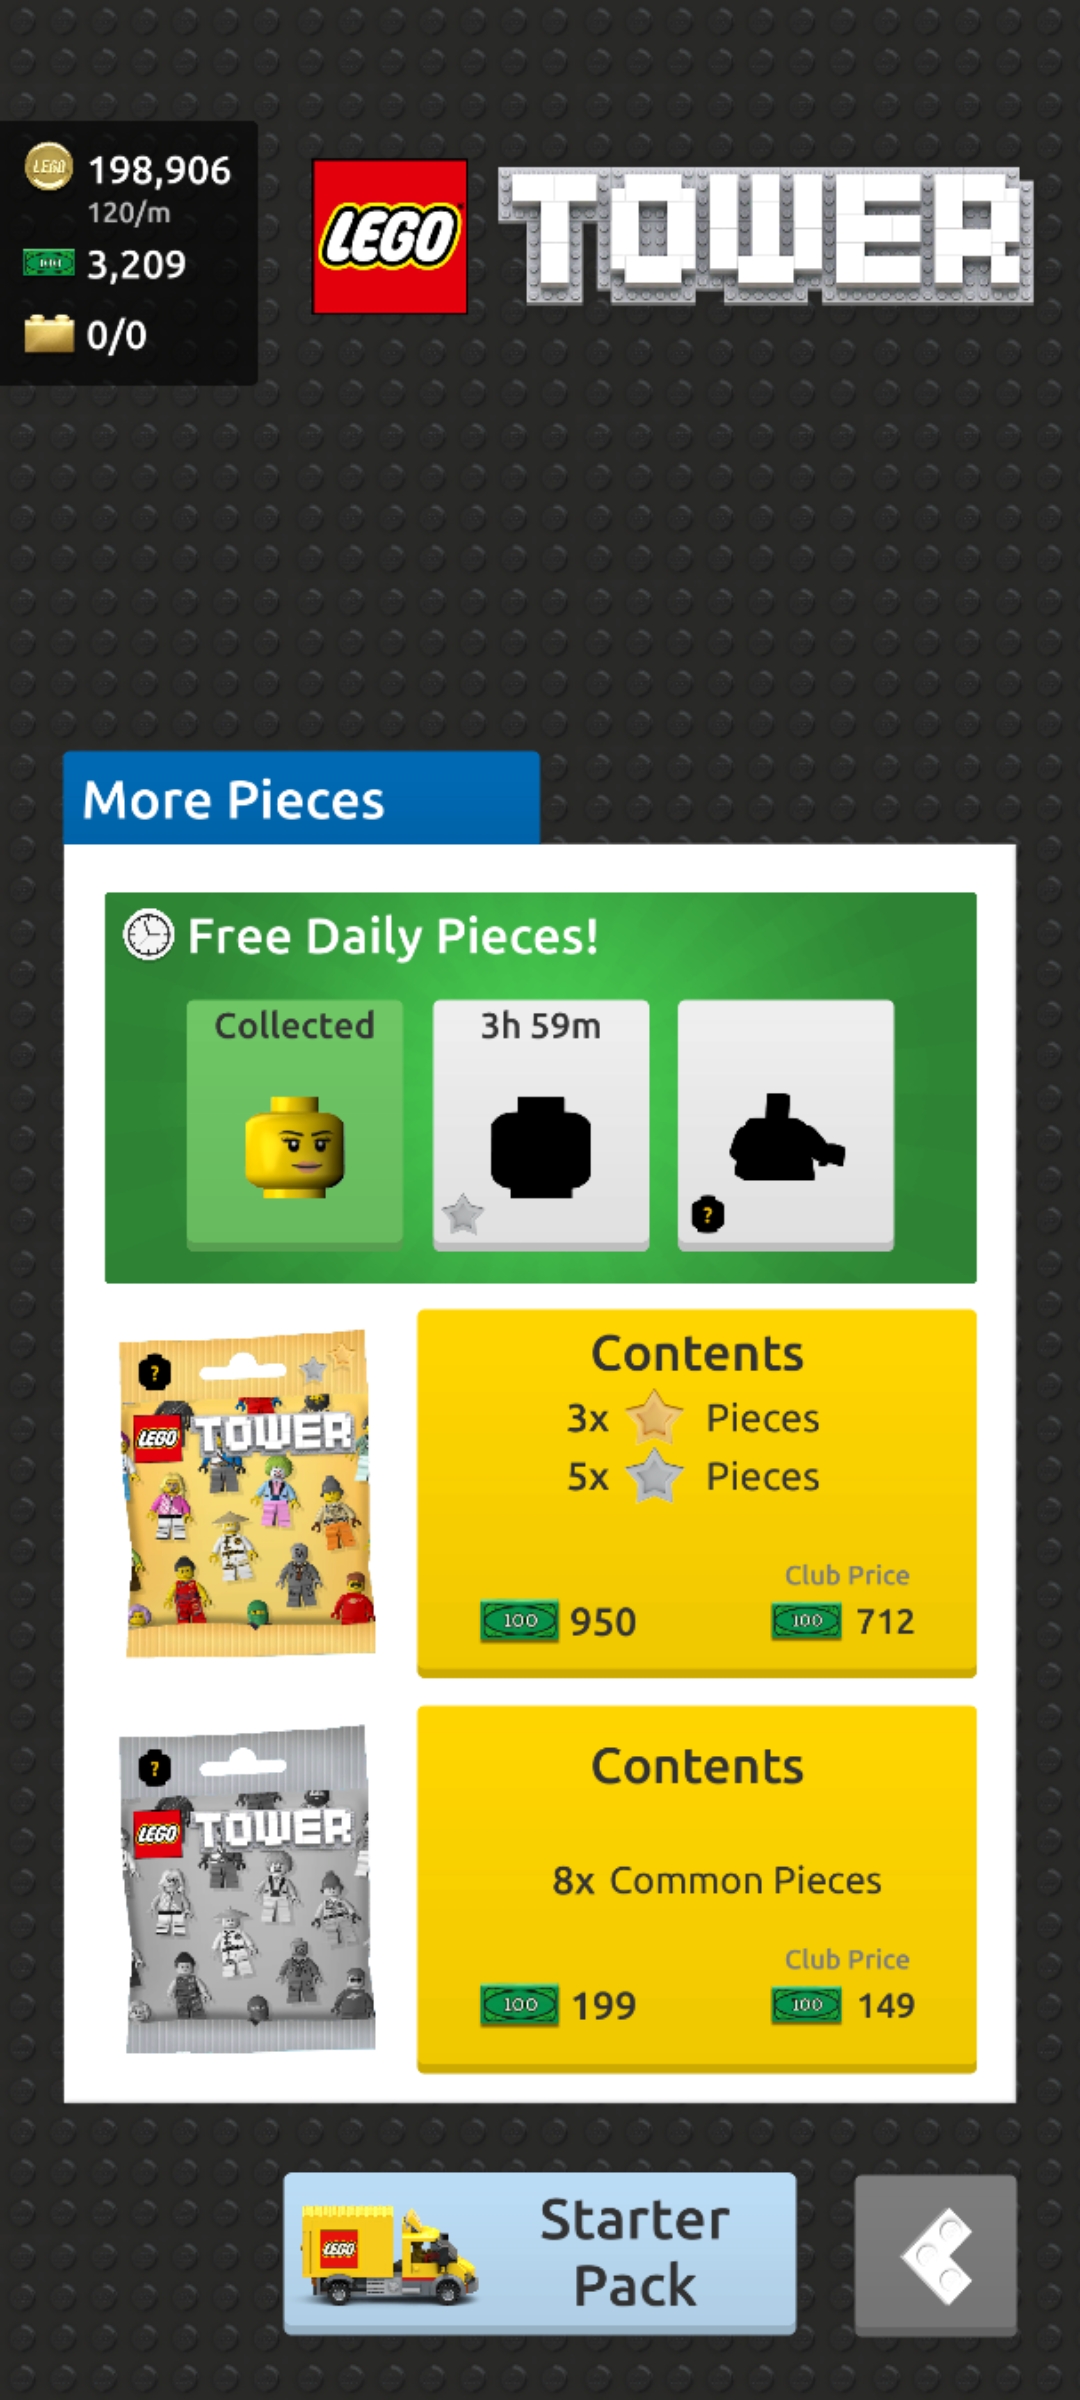 LEGO 198,906
120/m
3,209
0/0
LEGO TOWER
More Pieces
Free Daily Pieces!
Collected
3h 59m
?
?
LEGO TOWER
Contents
3x Pieces
5x Pieces
Club Price
100 950
100 712
?
LEGO TOWER
Contents
8x Common Pieces
Club Price
100 199
100 149
LEGO
Starter
Pack